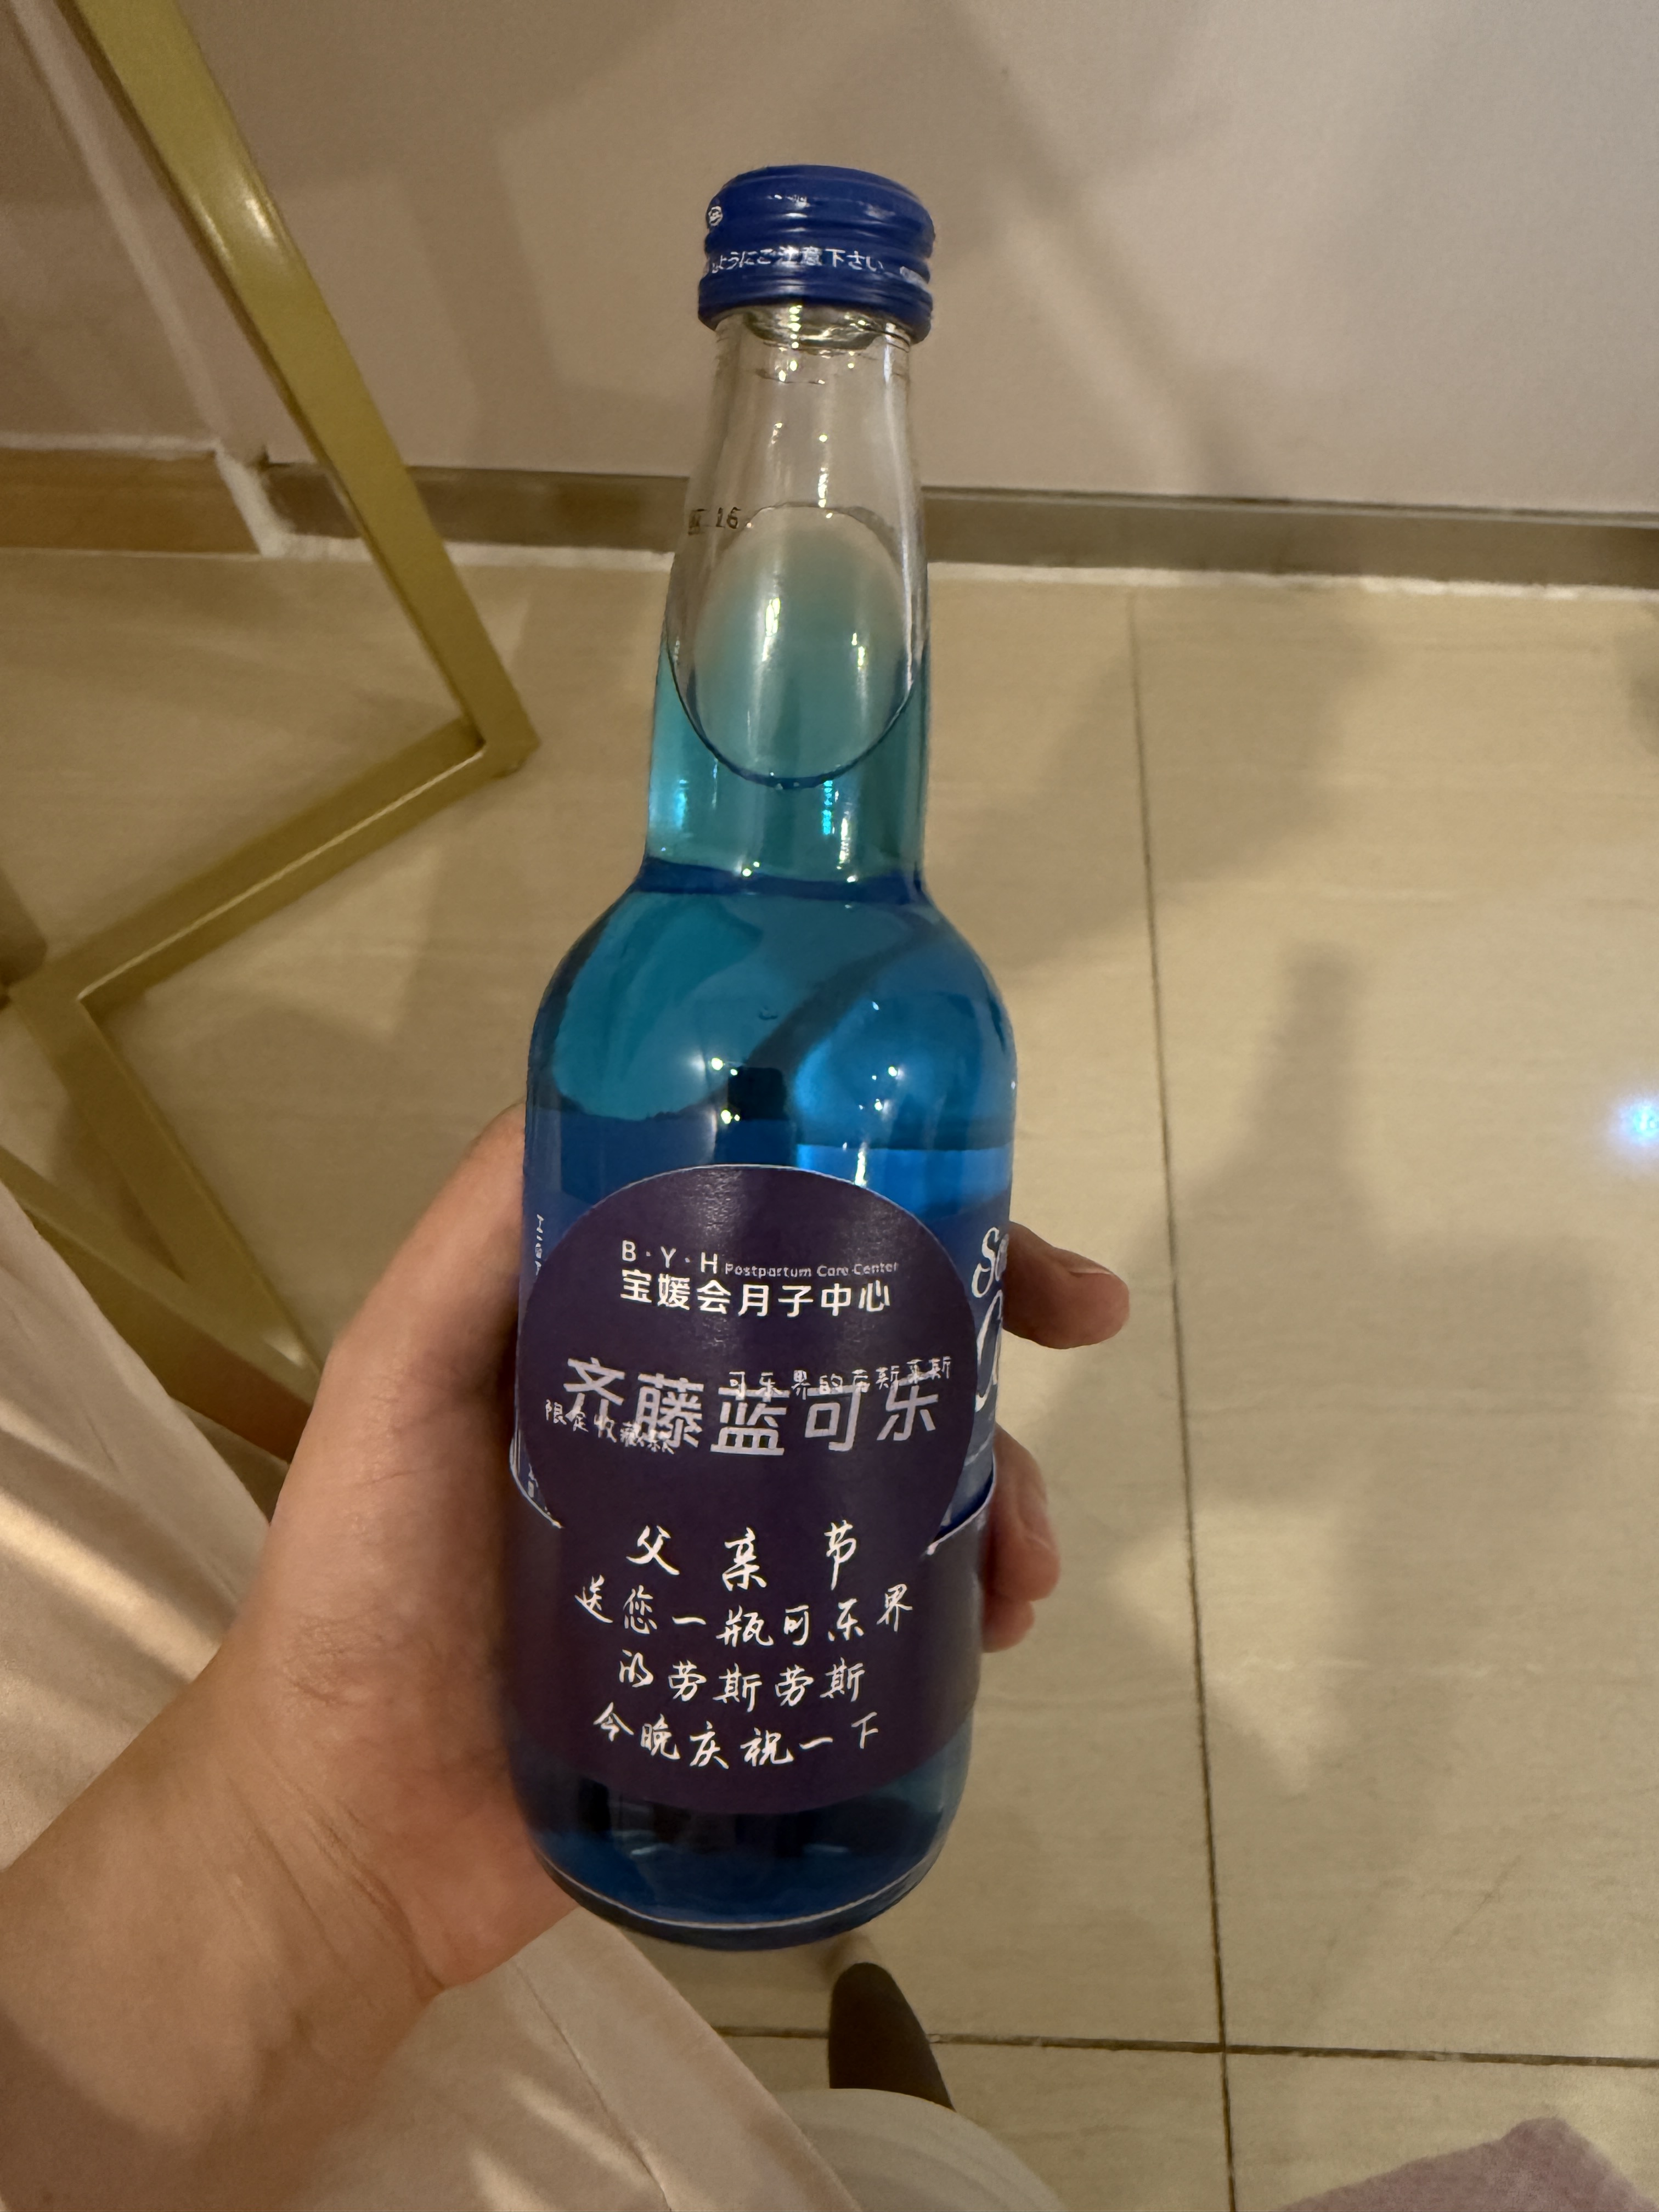 ようにご注意下さい
16
B·Y·H Postpartum Care Center
宝媛会月子中心
可乐界的劳斯莱斯
齐藤蓝可乐
限定收藏款
父亲节
送您一瓶可乐界
的劳斯劳斯
今晚庆祝一下